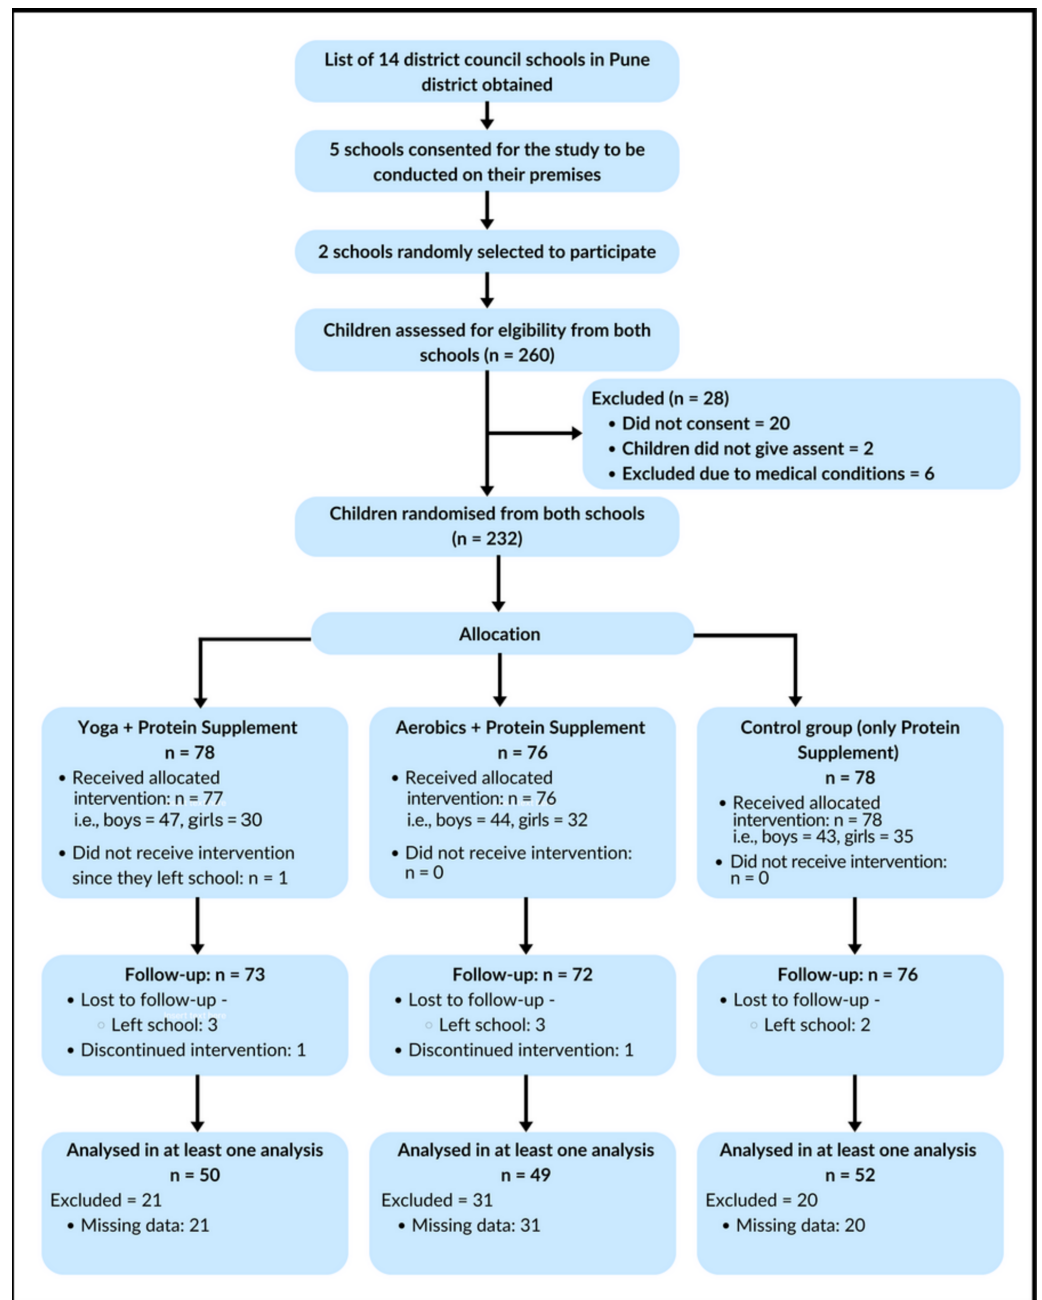 List of 14 district council schools in Pune
district obtained
5 schools consented for the study to be
conducted on their premises
2 schools randomly selected to participate
Children assessed for elgibility from both
schools (n = 260)
Excluded (n = 28)
• Did not consent = 20
• Children did not give assent = 2
• Excluded due to medical conditions = 6
Children randomised from both schools
(n = 232)
Allocation
Yoga + Protein Supplement
n = 78
• Received allocated
intervention: n = 77
i.e., boys = 47, girls = 30
• Did not receive intervention
since they left school: n = 1
Aerobics + Protein Supplement
n = 76
• Received allocated
intervention: n = 76
i.e., boys = 44, girls = 32
• Did not receive intervention:
n = 0
Control group (only Protein
Supplement)
n = 78
• Received allocated
intervention: n = 78
i.e., boys = 43, girls = 35
• Did not receive intervention:
n = 0
Follow-up: n = 73
• Lost to follow-up -
○ Left school: 3
• Discontinued intervention: 1
Follow-up: n = 72
• Lost to follow-up -
○ Left school: 3
• Discontinued intervention: 1
Follow-up: n = 76
• Lost to follow-up -
○ Left school: 2
Analysed in at least one analysis
n = 50
Excluded = 21
• Missing data: 21
Analysed in at least one analysis
n = 49
Excluded = 31
• Missing data: 31
Analysed in at least one analysis
n = 52
Excluded = 20
• Missing data: 20